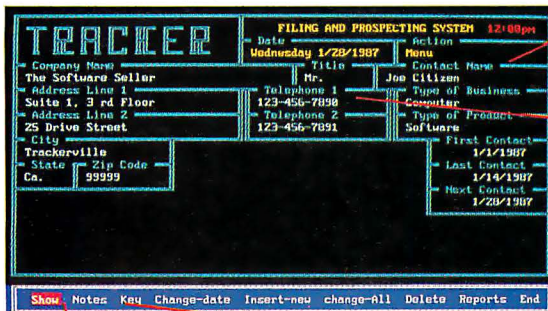 TRACKER
FILING AND PROSPECTING SYSTEM 12:00pm
Date Action
Wednesday 1/28/1987 Menu
Company Name Title Contact Name
The Software Seller Mr. Joe Citizen
Address Line 1 Telephone 1 Type of Business
Suite 1, 3 rd Floor 123-456-7890 Computer
Address Line 2 Telephone 2 Type of Product
25 Drive Street 123-456-7891 Software
City First Contact
Trackerville 1/1/1987
State Zip Code Last Contact
Ca. 99999 1/14/1987
Next Contact
1/28/1987
Show Notes Key Change-date Insert-new change-All Delete Reports End